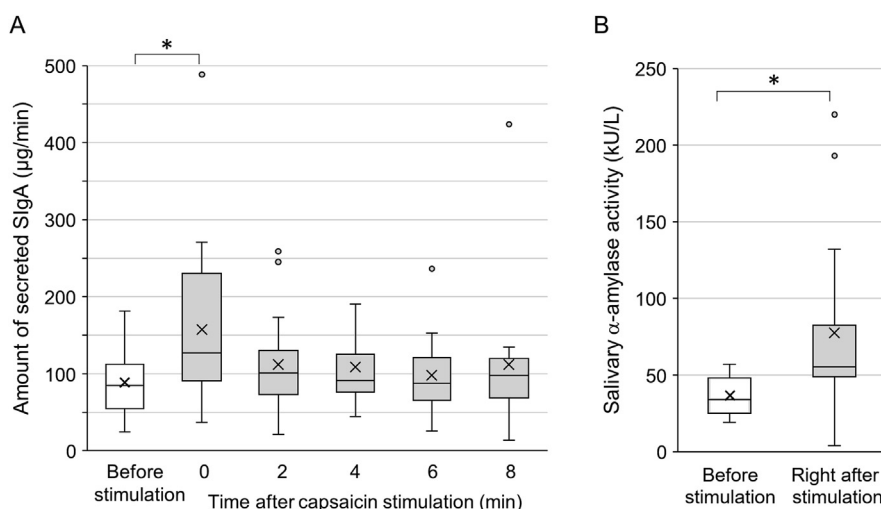 A
*
Amount of secreted SIgA (μg/min)
500
400
300
200
100
0
Before
stimulation
0
2
4
6
8
Time after capsaicin stimulation (min)
B
*
Salivary α-amylase activity (kU/L)
250
200
150
100
50
0
Before
stimulation
Right after
stimulation